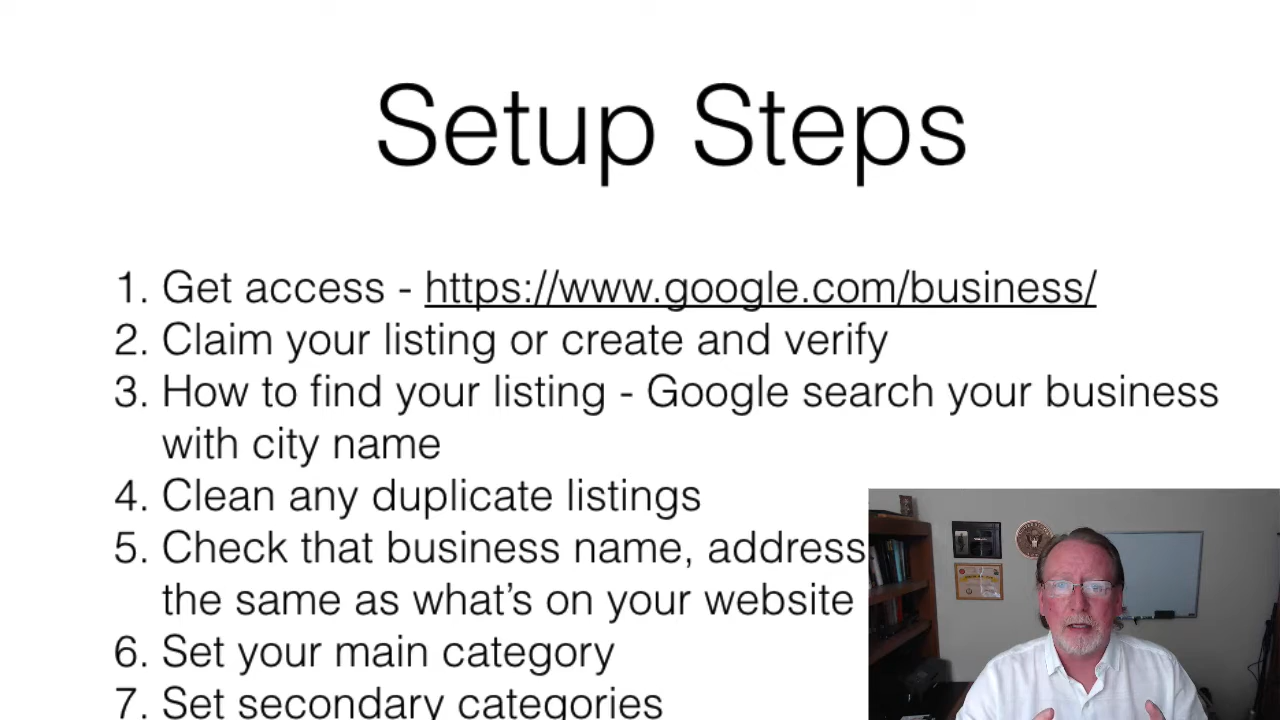 Setup Steps
1. Get access - https://www.google.com/business/
2. Claim your listing or create and verify
3. How to find your listing - Google search your business
with city name
4. Clean any duplicate listings
5. Check that business name, address
the same as what's on your website
6. Set your main category
7. Set secondary categories